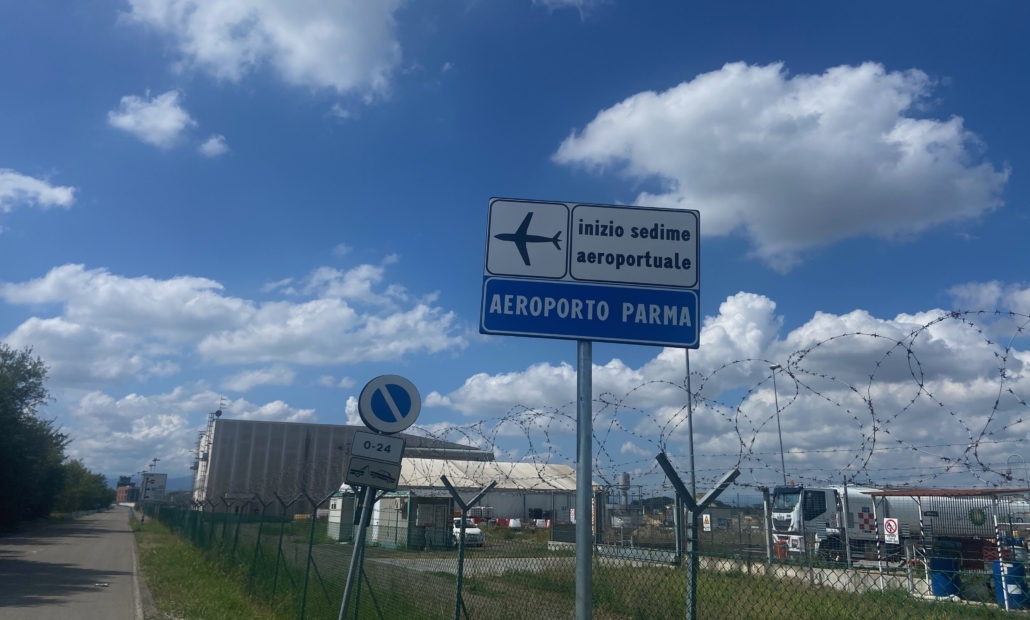 inizio sedime
aeroportuale
AEROPORTO PARMA
0-24